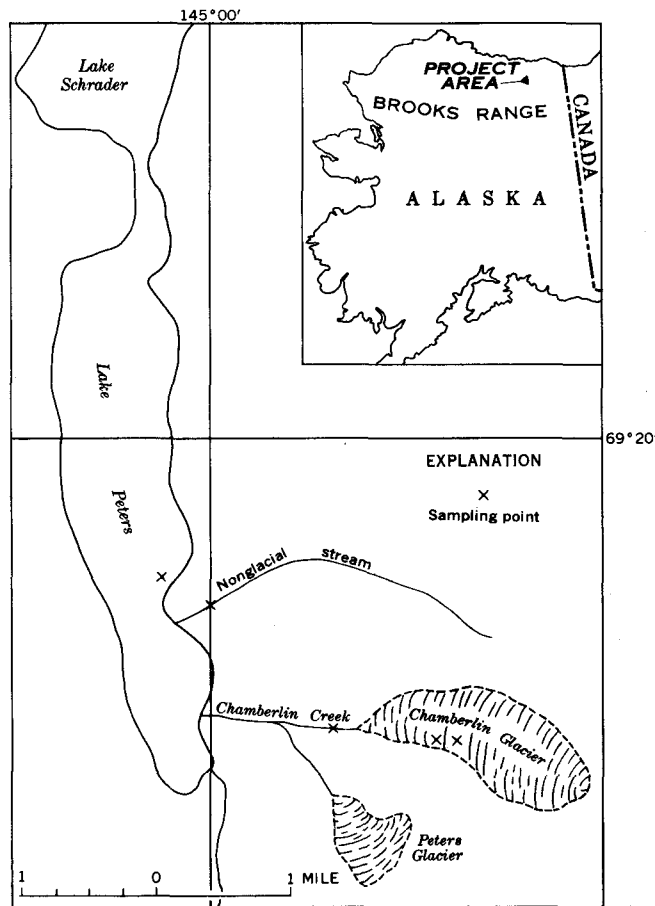 145°00'
Lake
Schrader
PROJECT
AREA
BROOKS RANGE
CANADA
ALASKA
Lake
Peters
69°20'
EXPLANATION
Sampling point
Nonglacial stream
Chamberlin Creek
Chamberlin Glacier
Peters
Glacier
1 0 1 MILE